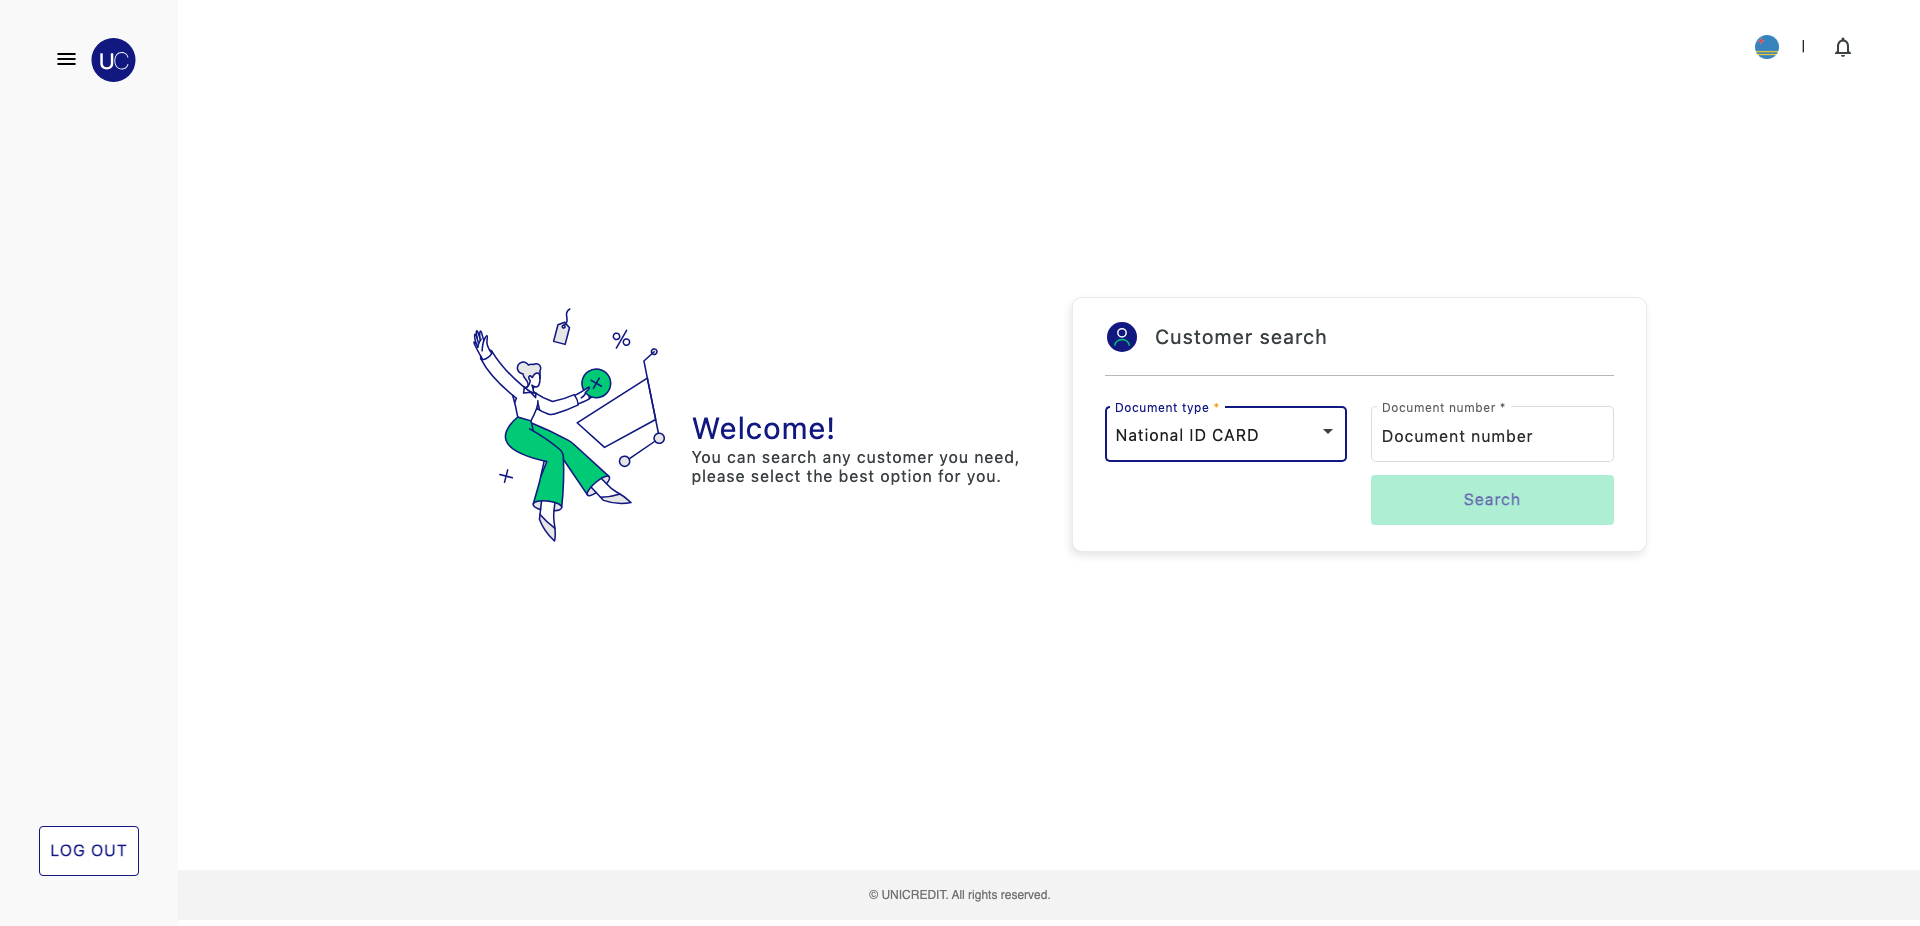 UC
Welcome!
You can search any customer you need,
please select the best option for you.
Customer search
Document type *
National ID CARD
Document number *
Document number
Search
LOG OUT
© UNICREDIT. All rights reserved.